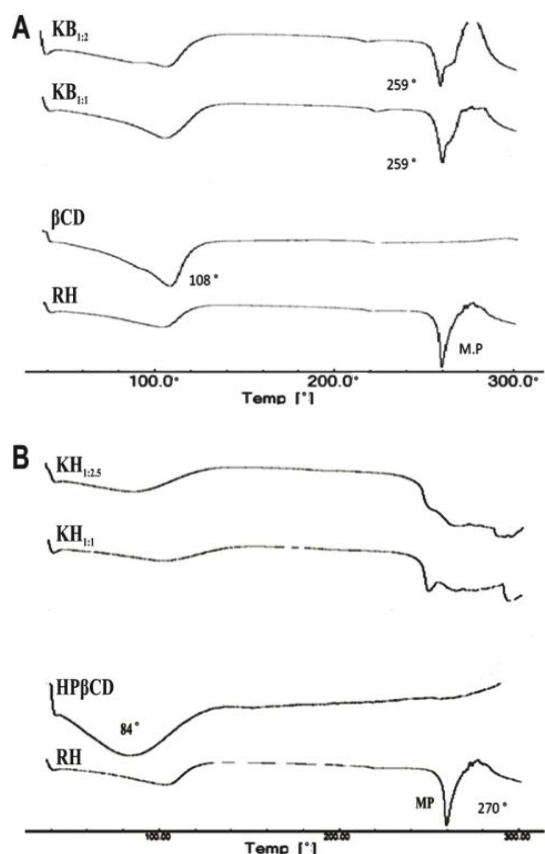 A
KB1:2
259°
KB1:1
259°
βCD
108°
RH
M.P
100.0° 200.0° 300.0°
Temp [°]
B
KH1:2.5
KH1:1
HPβCD
84°
RH
MP 270°
100.00 200.00 300.00
Temp [°]